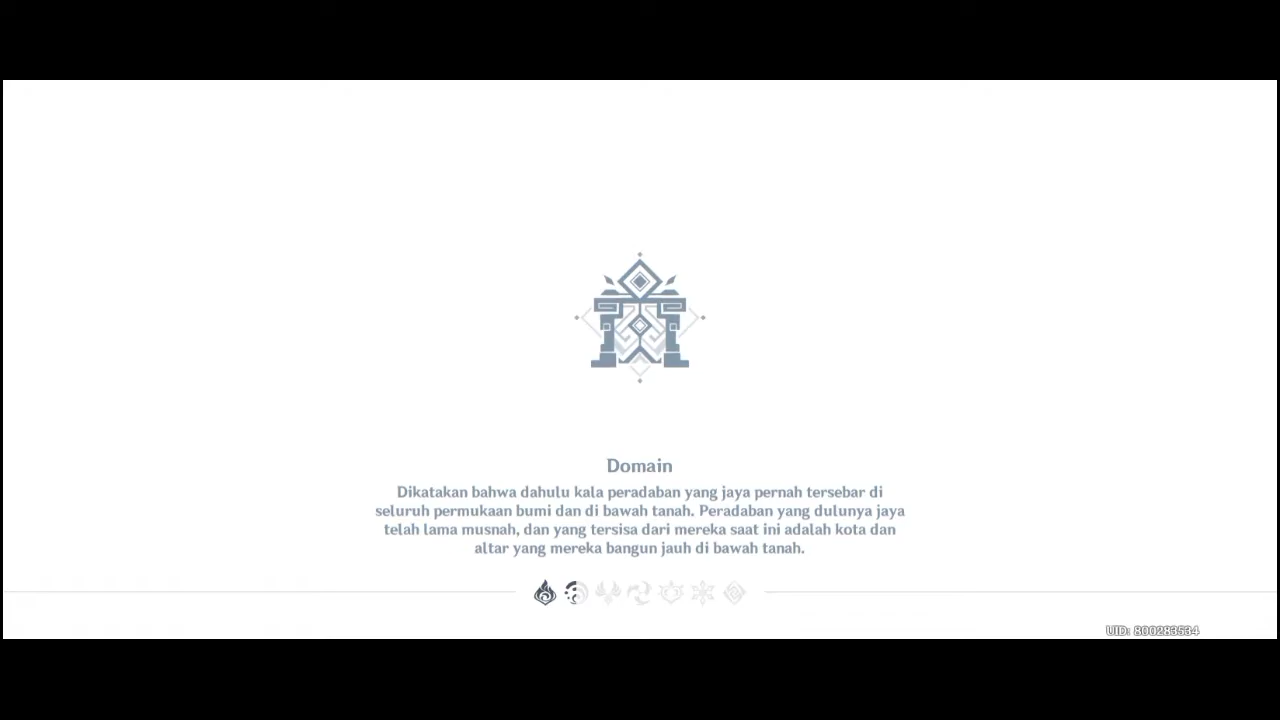 Domain
Dikatakan bahwa dahulu kala peradaban yang jaya pernah tersebar di
seluruh permukaan bumi dan di bawah tanah. Peradaban yang dulunya jaya
telah lama musnah, dan yang tersisa dari mereka saat ini adalah kota dan
altar yang mereka bangun jauh di bawah tanah.
UID: 800283534